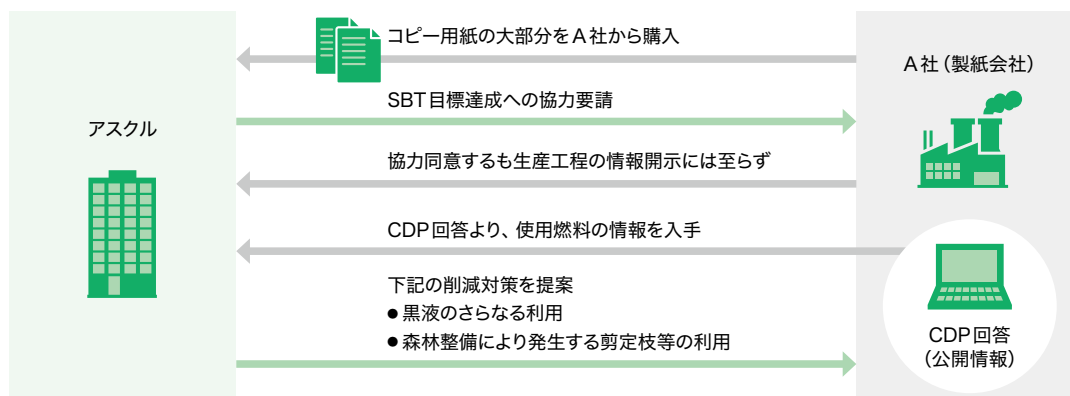 コピー用紙の大部分をA社から購入
A社（製紙会社）
SBT目標達成への協力要請
アスクル
協力同意するも生産工程の情報開示には至らず
CDP回答より、使用燃料の情報を入手
下記の削減対策を提案
●黒液のさらなる利用
●森林整備により発生する剪定枝等の利用
CDP回答
（公開情報）